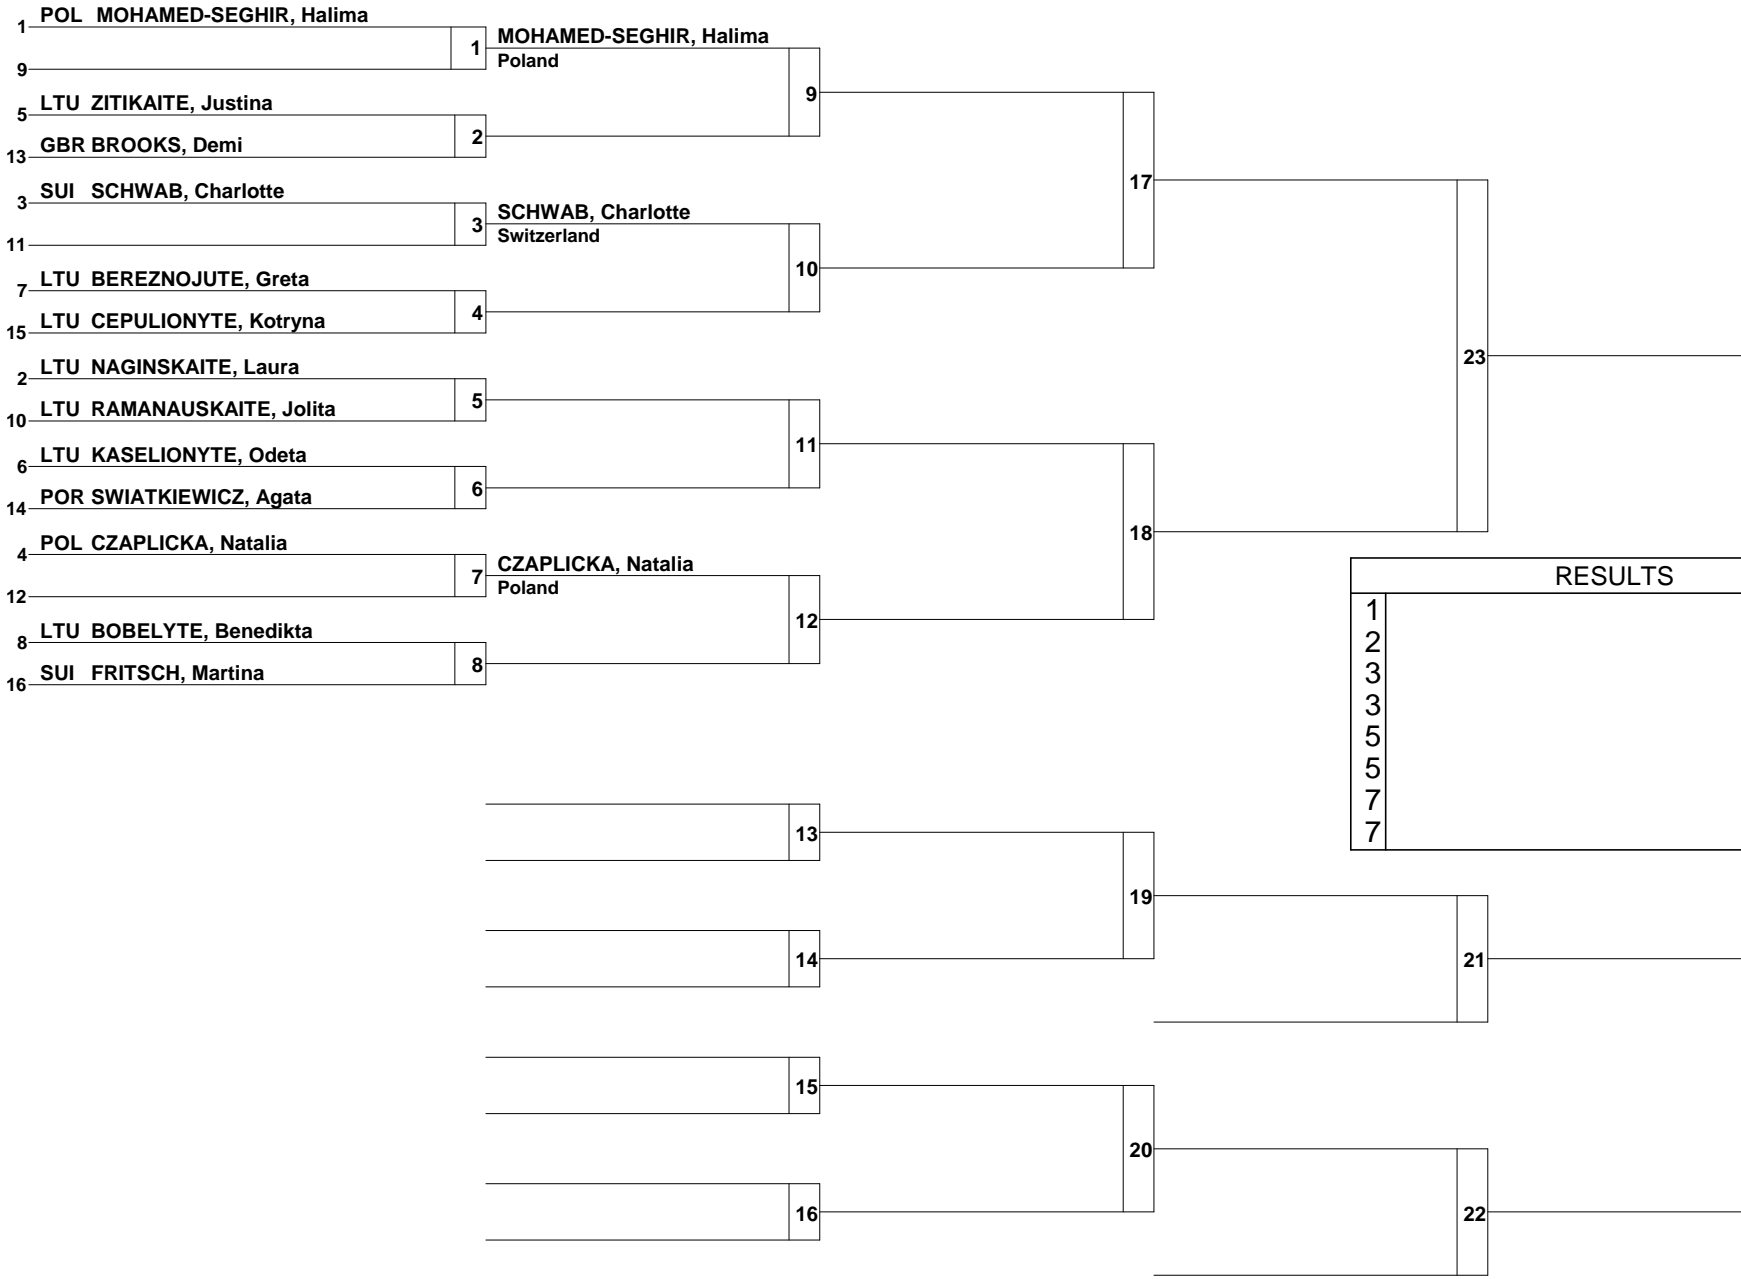 1 POL MOHAMED-SEGHIR, Halima
9
1
MOHAMED-SEGHIR, Halima
Poland
5 LTU ZITIKAITE, Justina
13 GBR BROOKS, Demi
2
9
3 SUI SCHWAB, Charlotte
11
3
SCHWAB, Charlotte
Switzerland
7 LTU BEREZNOJUTE, Greta
15 LTU CEPULIONYTE, Kotryna
4
10
17
2 LTU NAGINSKAITE, Laura
10 LTU RAMANAUSKAITE, Jolita
5
6 LTU KASELIONYTE, Odeta
14 POR SWIATKIEWICZ, Agata
6
11
4 POL CZAPLICKA, Natalia
12
7
CZAPLICKA, Natalia
Poland
8 LTU BOBELYTE, Benedikta
16 SUI FRITSCH, Martina
8
12
18
23
RESULTS
1
2
3
3
5
5
7
7
13
14
19
21
15
16
20
22